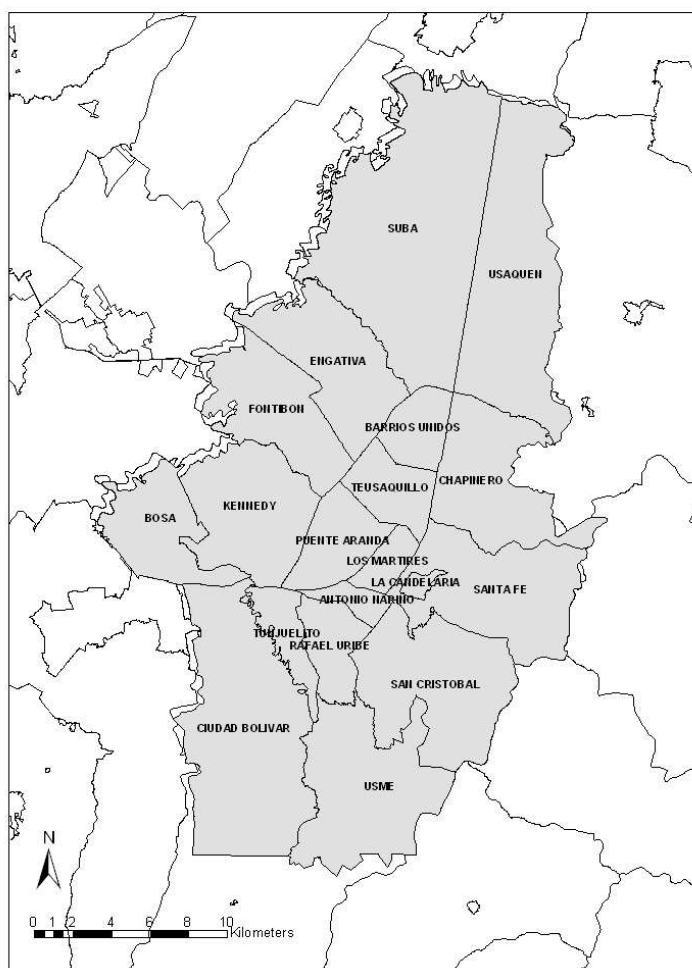 SUBA
USAQUEN
ENGATIVA
FONTIBON
BARRIOS UNIDOS
CHAPINERO
TEUSAQUILLO
KENNEDY
BOSA
PUENTE ARANDA
LOS MARTIRES
LA CANDELARIA
SANTA FE
ANTONIO NARIÑO
TUNJUELITO
RAFAEL URIBE
SAN CRISTOBAL
CIUDAD BOLIVAR
USME
N
0 1 2 4 6 8 10
Kilometers